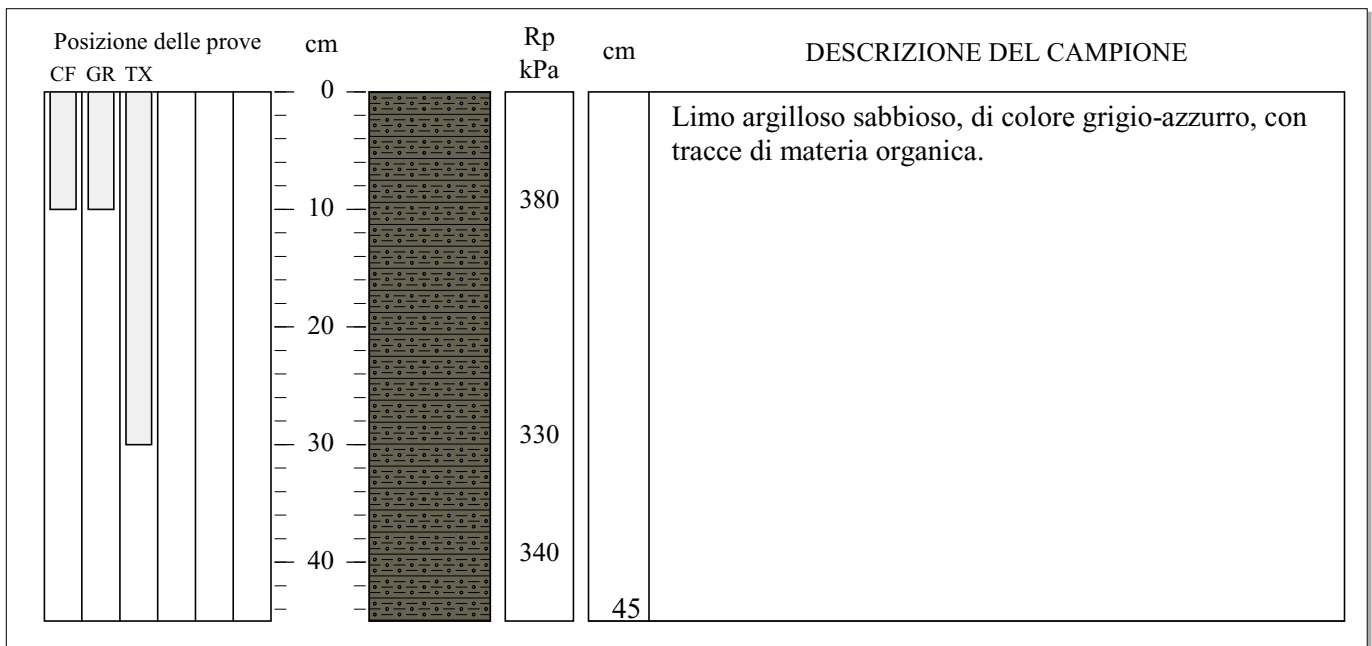 Posizione delle prove
CF GR TX
cm
Rp
kPa
cm
DESCRIZIONE DEL CAMPIONE
0
Limo argilloso sabbioso, di colore grigio-azzurro, con
tracce di materia organica.
10
380
20
30
330
40
340
45